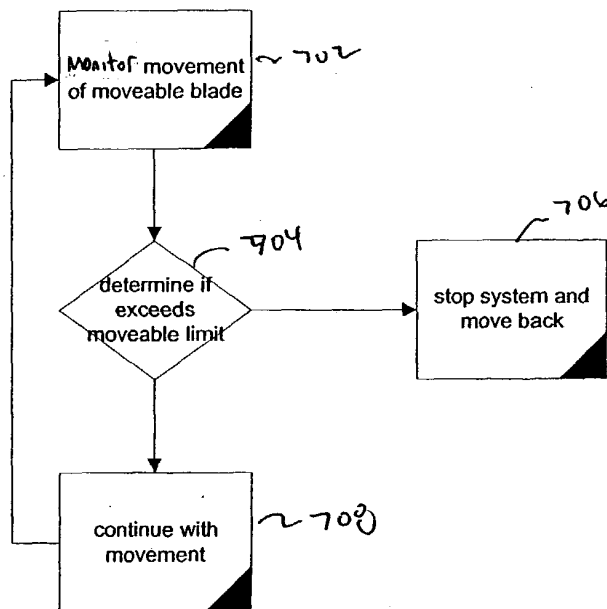 Monitor movement ~ 702
of moveable blade
704
determine if
exceeds
moveable limit
706
stop system and
move back
continue with ~ 708
movement